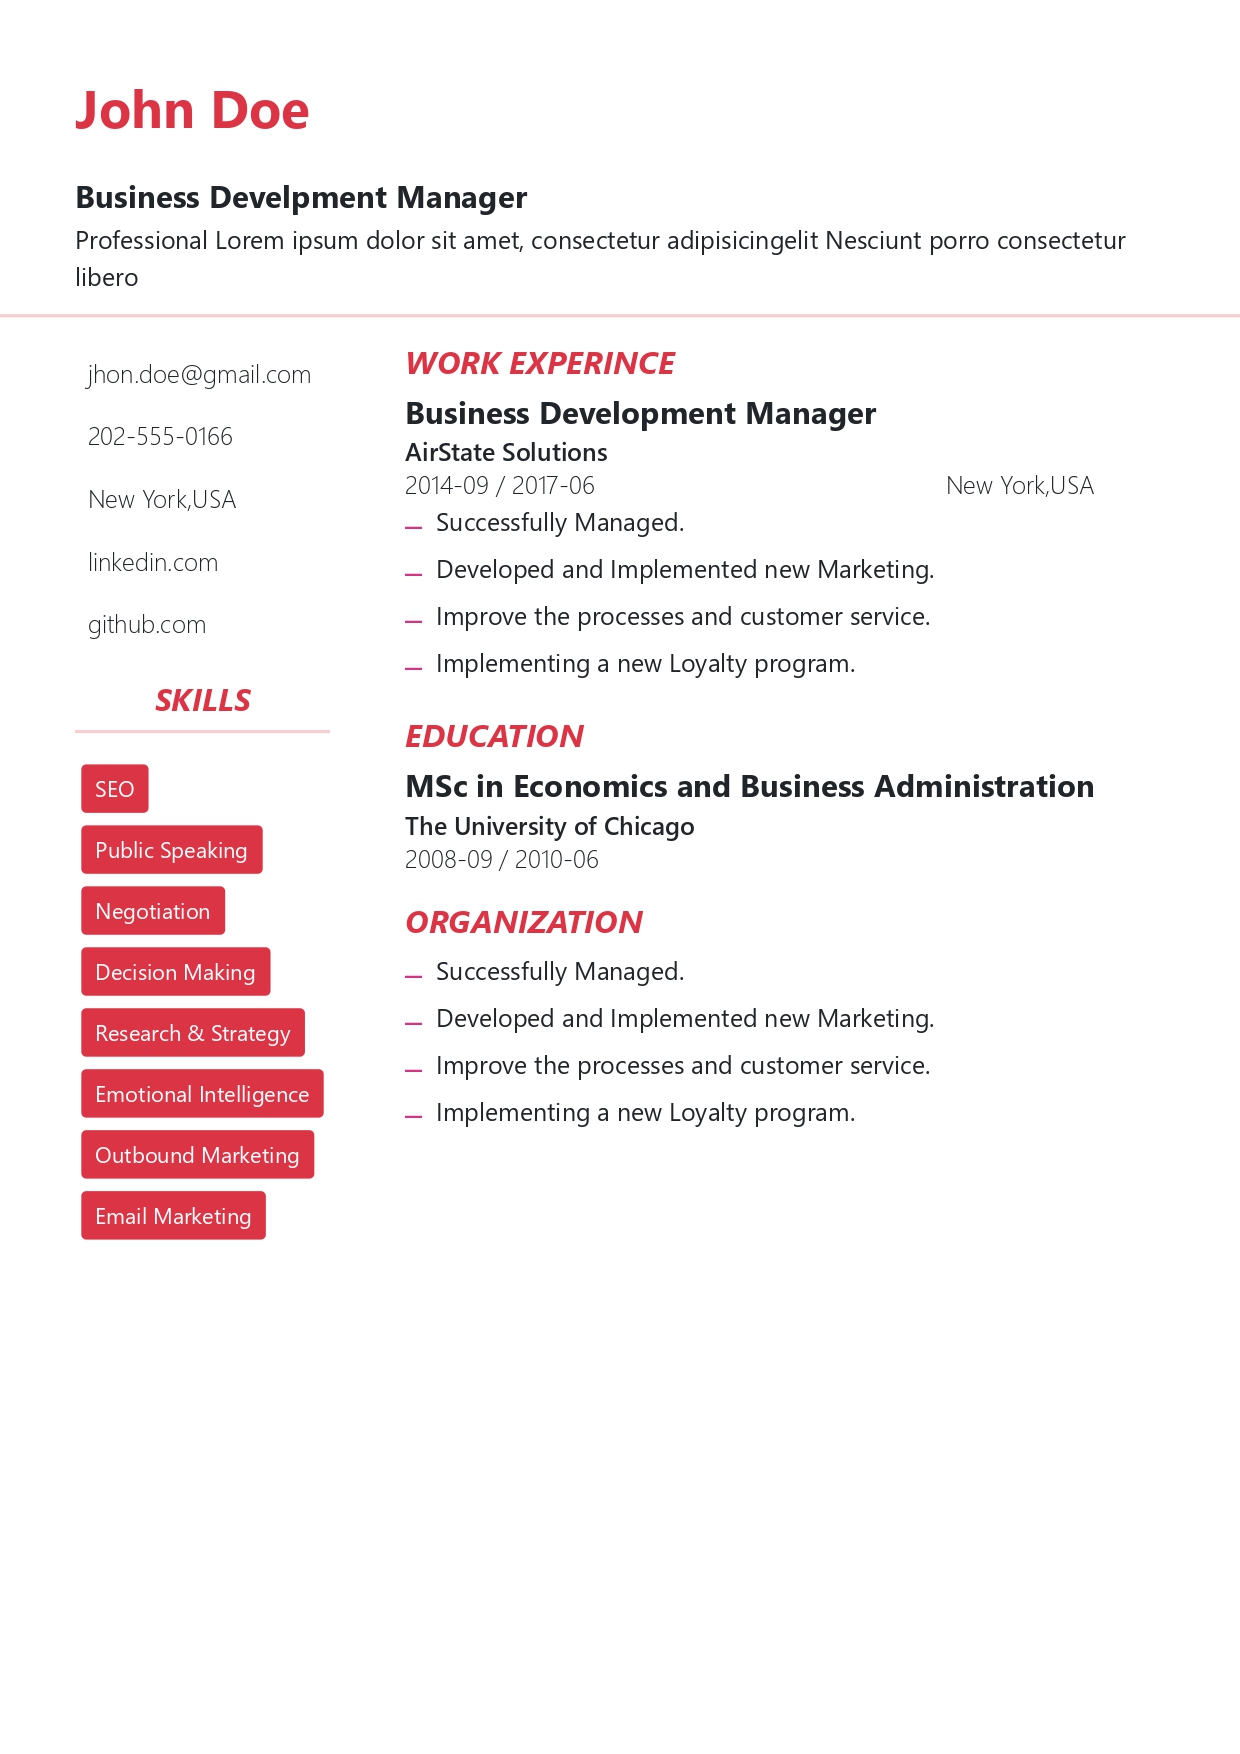 John Doe
Business Develpment Manager
Professional Lorem ipsum dolor sit amet, consectetur adipisicingelit Nesciunt porro consectetur
libero
jhon.doe@gmail.com
202-555-0166
New York,USA
linkedin.com
github.com
SKILLS
SEO
Public Speaking
Negotiation
Decision Making
Research & Strategy
Emotional Intelligence
Outbound Marketing
Email Marketing
WORK EXPERINCE
Business Development Manager
AirState Solutions
2014-09 / 2017-06 New York,USA
Successfully Managed.
Developed and Implemented new Marketing.
Improve the processes and customer service.
Implementing a new Loyalty program.
EDUCATION
MSc in Economics and Business Administration
The University of Chicago
2008-09 / 2010-06
ORGANIZATION
Successfully Managed.
Developed and Implemented new Marketing.
Improve the processes and customer service.
Implementing a new Loyalty program.